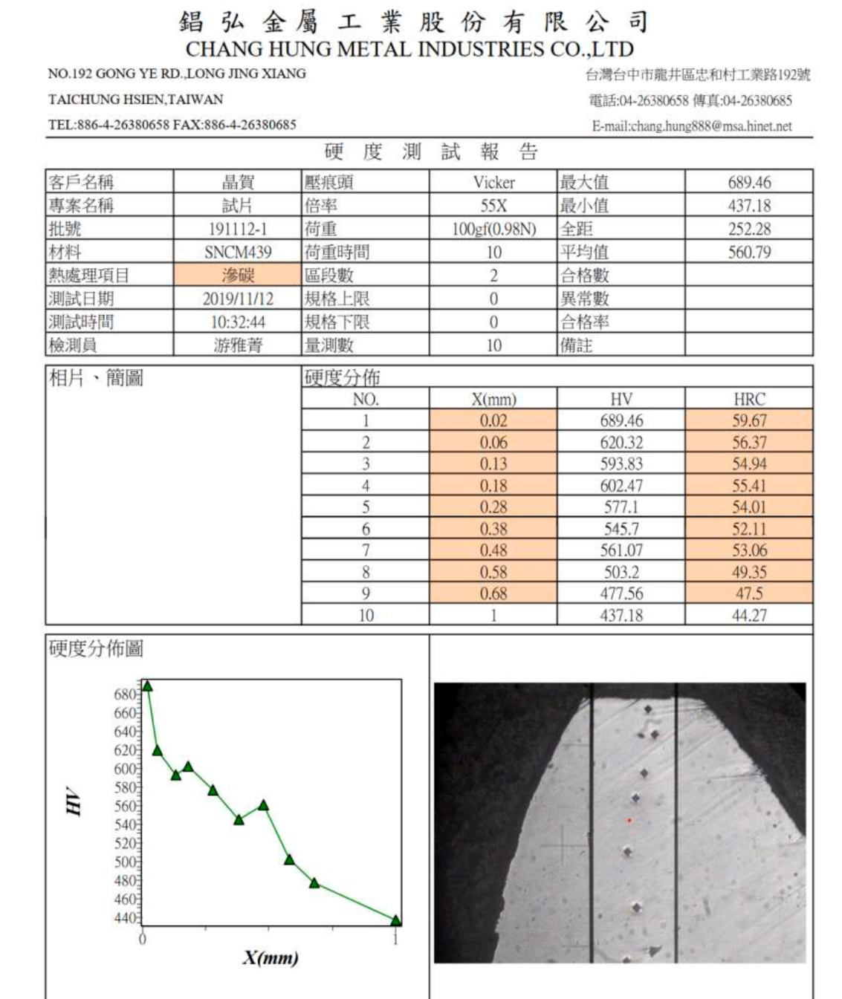 錩弘金屬工業股份有限公司
CHANG HUNG METAL INDUSTRIES CO.,LTD
NO.192 GONG YE RD.,LONG JING XIANG
台灣台中市龍井區忠和村工業路192號
TAICHUNG HSIEN,TAIWAN
電話:04-26380658 傳真:04-26380685
TEL:886-4-26380658 FAX:886-4-26380685
E-mail:chang.hung888@msa.hinet.net
硬度測試報告
客戶名稱 晶賀 壓痕頭 Vicker 最大值 689.46
專案名稱 試片 倍率 55X 最小值 437.18
批號 191112-1 荷重 100gf(0.98N) 全距 252.28
材料 SNCM439 荷重時間 10 平均值 560.79
熱處理項目 滲碳 區段數 2 合格數
測試日期 2019/11/12 規格上限 0 異常數
測試時間 10:32:44 規格下限 0 合格率
檢測員 游雅菁 量測數 10 備註
相片、簡圖 硬度分佈
NO. X(mm) HV HRC
1 0.02 689.46 59.67
2 0.06 620.32 56.37
3 0.13 593.83 54.94
4 0.18 602.47 55.41
5 0.28 577.1 54.01
6 0.38 545.7 52.11
7 0.48 561.07 53.06
8 0.58 503.2 49.35
9 0.68 477.56 47.5
10 1 437.18 44.27
硬度分佈圖
680
660
640
620
600
580
560
540
520
500
480
460
440
HV
0 1
X(mm)